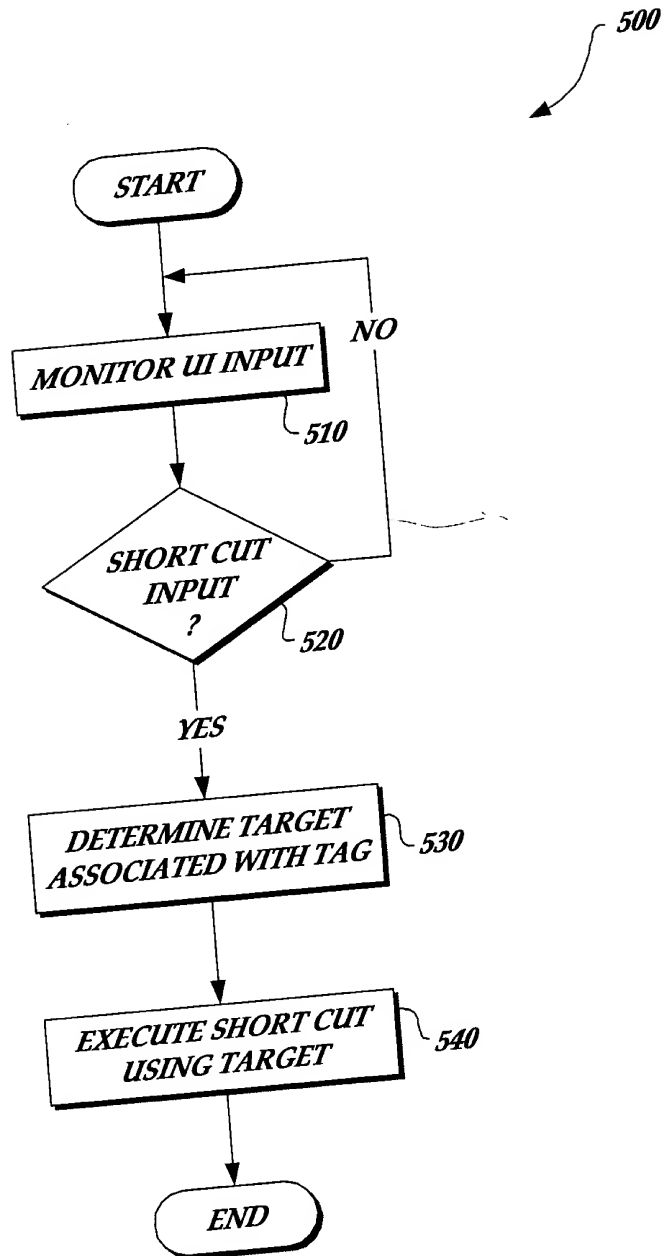 500
START
NO
MONITOR UI INPUT
510
SHORT CUT
INPUT
?
520
YES
DETERMINE TARGET
ASSOCIATED WITH TAG
530
EXECUTE SHORT CUT
USING TARGET
540
END